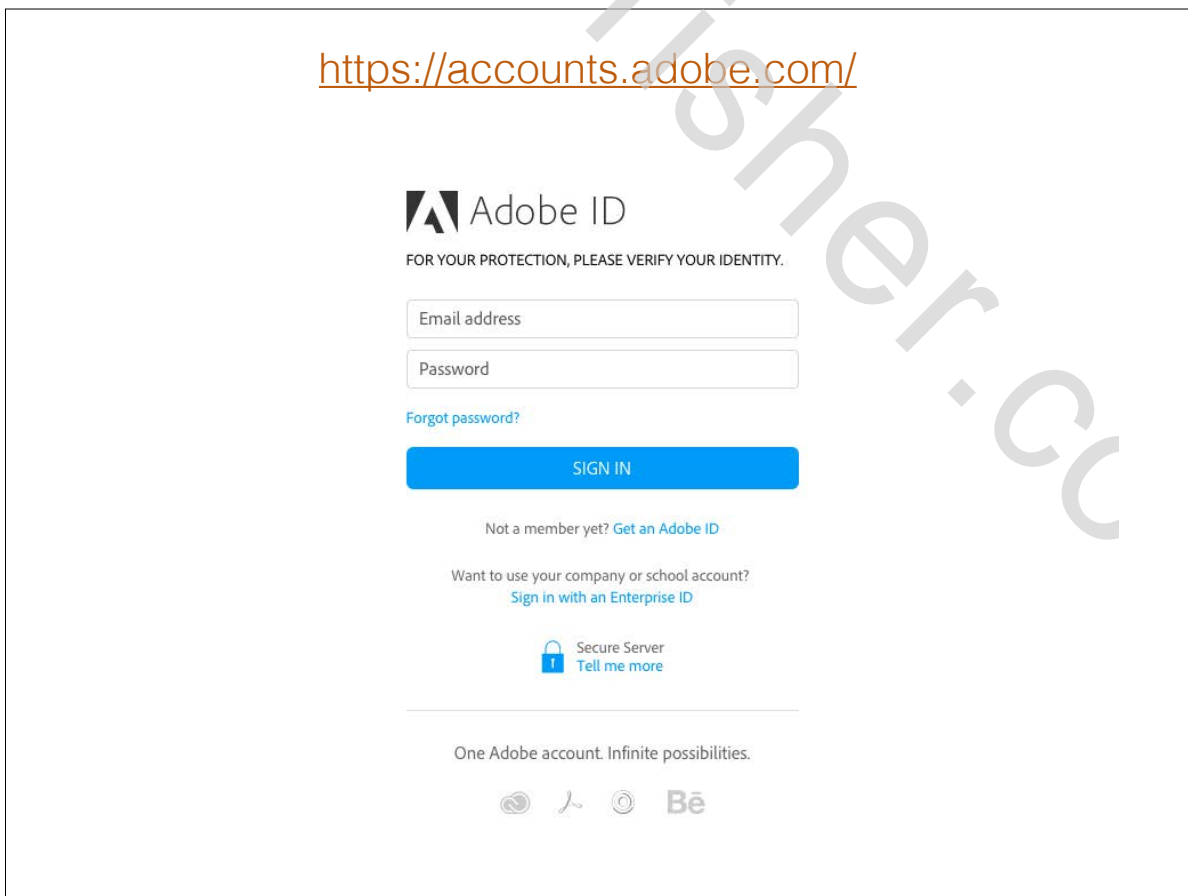 https://accounts.adobe.com/
Adobe ID
FOR YOUR PROTECTION, PLEASE VERIFY YOUR IDENTITY.
Email address
Password
Forgot password?
SIGN IN
Not a member yet? Get an Adobe ID
Want to use your company or school account?
Sign in with an Enterprise ID
Secure Server
Tell me more
One Adobe account. Infinite possibilities.
Bē